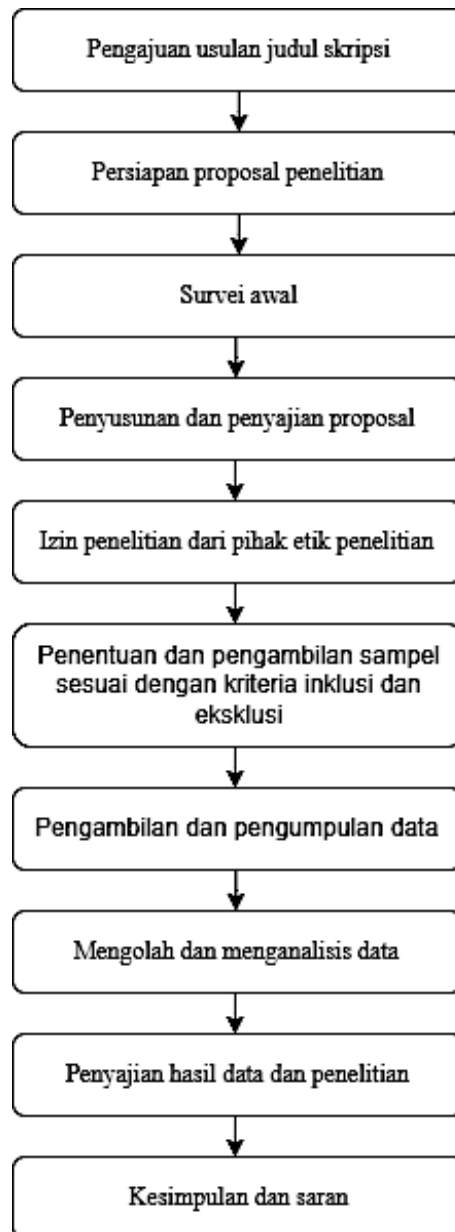 Pengajuan usulan judul skripsi
Persiapan proposal penelitian
Survei awal
Penyusunan dan penyajian proposal
Izin penelitian dari pihak etik penelitian
Penentuan dan pengambilan sampel
sesuai dengan kriteria inklusi dan
eksklusi
Pengambilan dan pengumpulan data
Mengolah dan menganalisis data
Penyajian hasil data dan penelitian
Kesimpulan dan saran